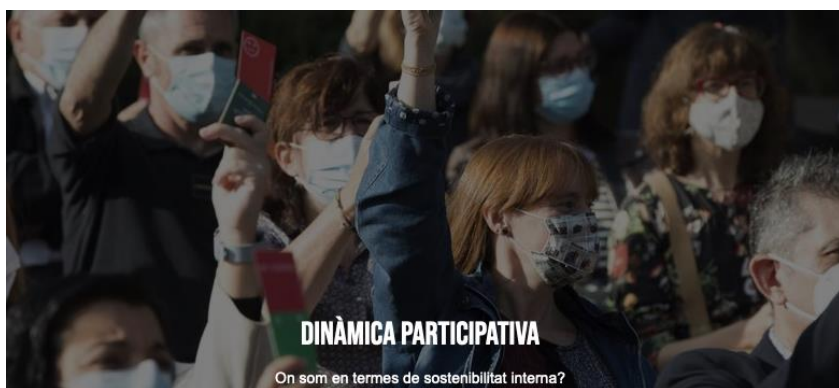 DINÀMICA PARTICIPATIVA
On som en termes de sostenibilitat interna?